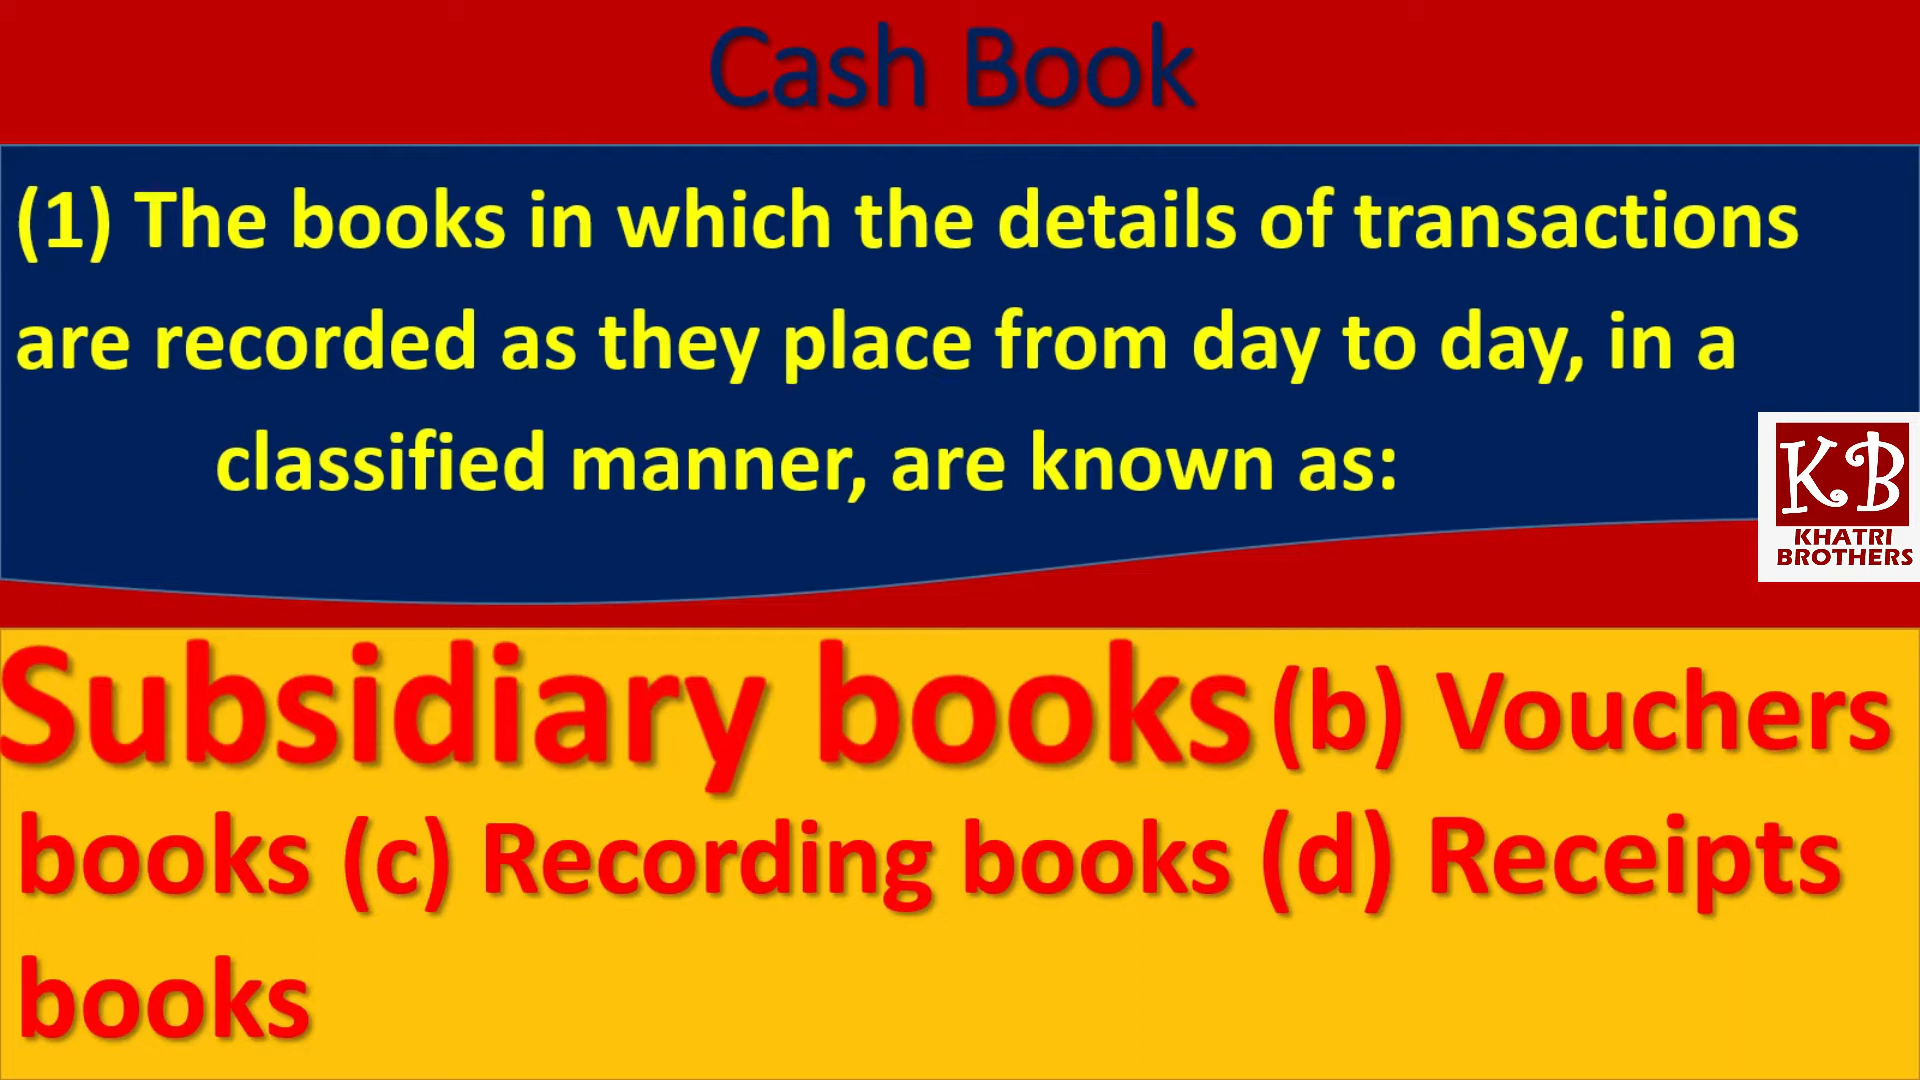 Cash Book
(1) The books in which the details of transactions
are recorded as they place from day to day, in a
classified manner, are known as:
KB
KHATRI
BROTHERS
Subsidiary books (b) Vouchers
books (c) Recording books (d) Receipts
books